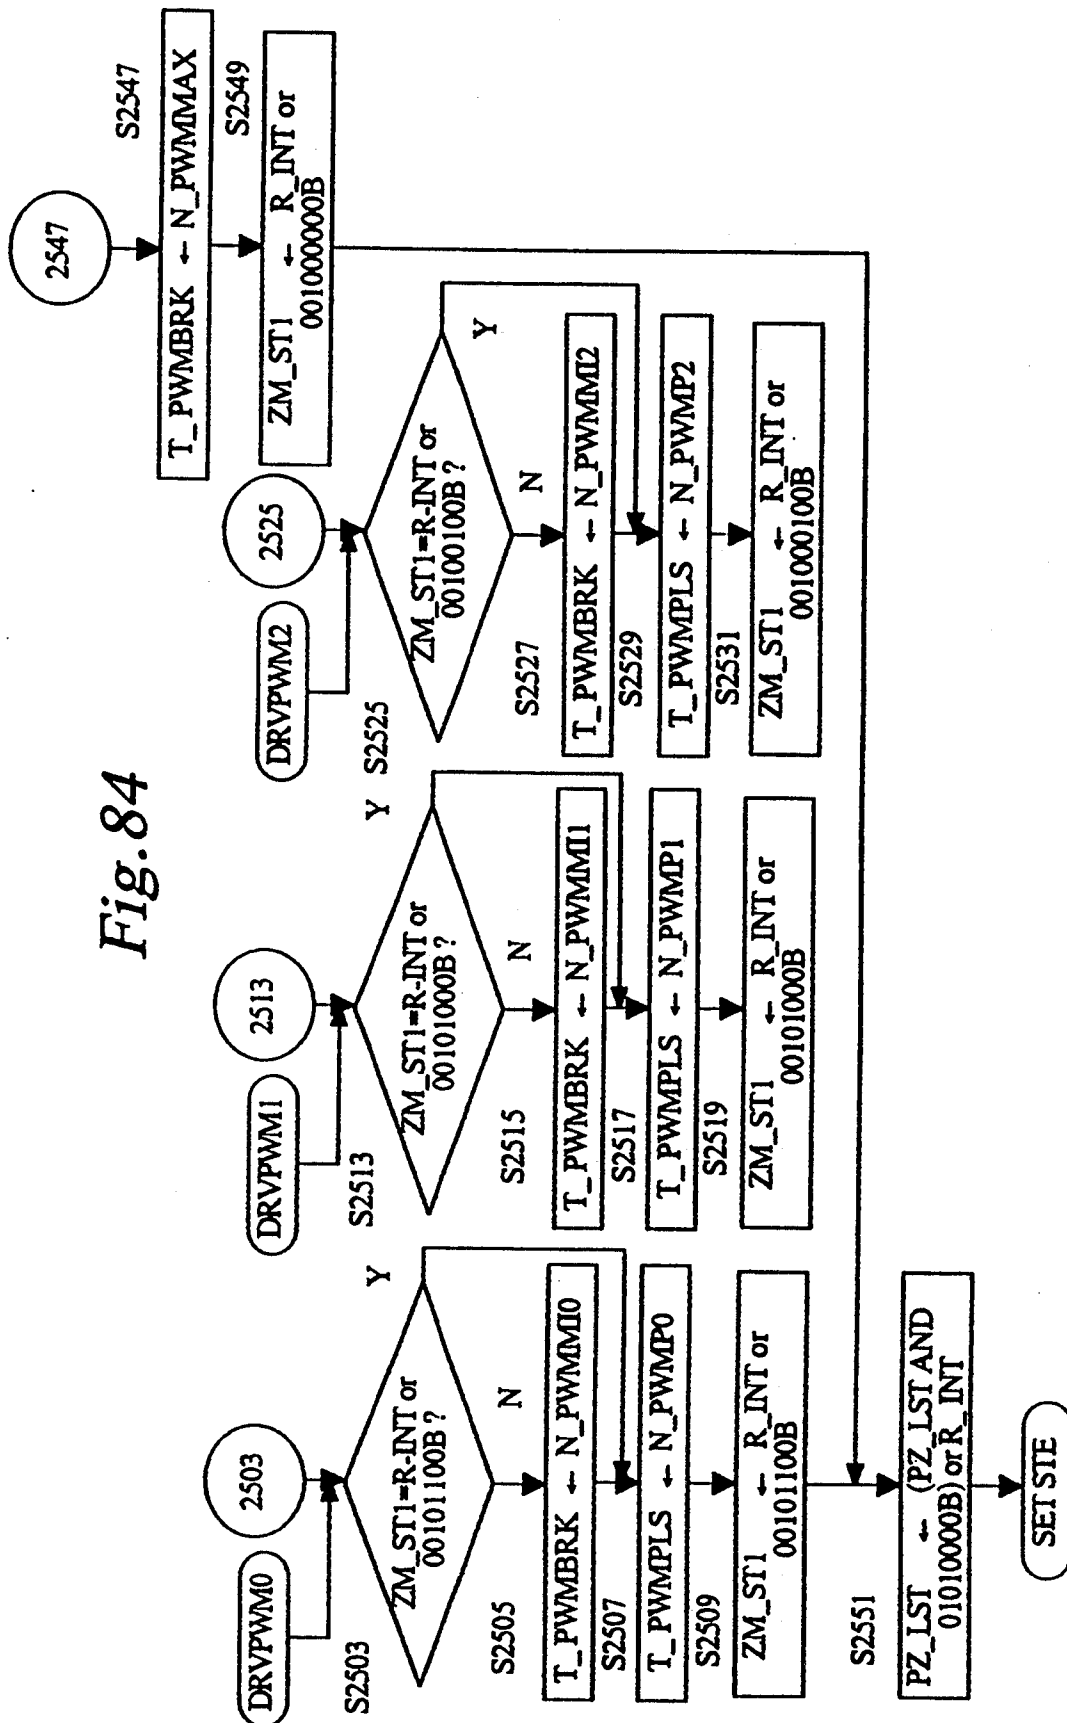 Fig.84
DRVPWM0
2503
S2503
ZM_ST1=R-INT or
00101100B ?
Y
N
S2505
T_PWMBRK ← N_PWMMI0
S2507
T_PWMPLS ← N_PWMP0
S2509
ZM_ST1 ← R_INT or
00101100B
S2551
PZ_LST ← (PZ_LST AND
01010000B) or R_INT
SET STE
DRVPWM1
2513
S2513
ZM_ST1=R-INT or
00101000B ?
Y
N
S2515
T_PWMBRK ← N_PWMMI1
S2517
T_PWMPLS ← N_PWMP1
S2519
ZM_ST1 ← R_INT or
00101000B
DRVPWM2
2525
S2525
ZM_ST1=R-INT or
00100100B ?
Y
N
S2527
T_PWMBRK ← N_PWMMI2
S2529
T_PWMPLS ← N_PWMP2
S2531
ZM_ST1 ← R_INT or
001000100B
2547
S2547
T_PWMBRK ← N_PWMMAX
S2549
ZM_ST1 ← R_INT or
001000000B